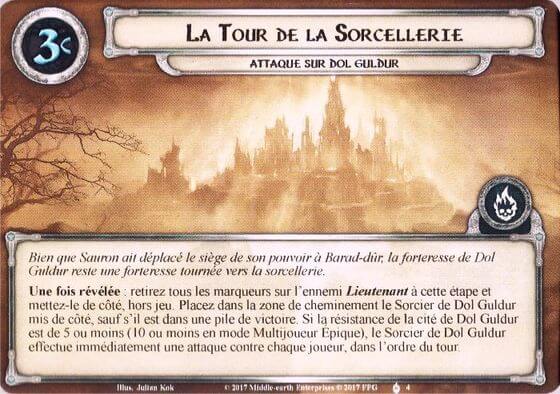 3C
La Tour de la Sorcellerie
ATTAQUE SUR DOL GULDUR
Bien que Sauron ait déplacé le siège de son pouvoir à Barad-dûr, la forteresse de Dol
Guldur reste une forteresse tournée vers la sorcellerie.
Une fois révélée : retirez tous les marqueurs sur l'ennemi Lieutenant à cette étape et
mettez-le de côté, hors jeu. Placez dans la zone de cheminement le Sorcier de Dol Guldur
mis de côté, sauf s'il est dans une pile de victoire. Si la résistance de la cité de Dol Guldur
est de 5 ou moins (10 ou moins en mode Multijoueur Épique), le Sorcier de Dol Guldur
effectue immédiatement une attaque contre chaque joueur, dans l'ordre du tour.
Illus. Julian Kok © 2017 Middle-earth Enterprises © 2017 FFG 4